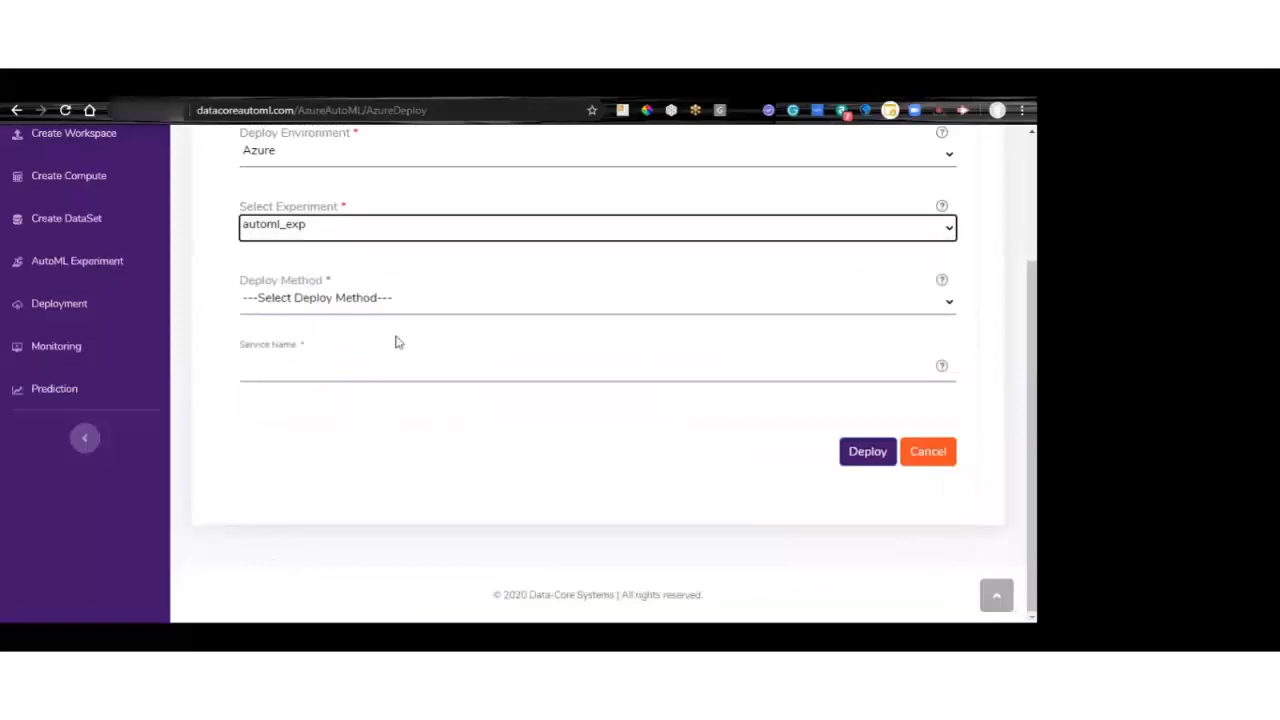 datacoreautoml.com/AzureAutoML/AzureDeploy
Create Workspace
Create Compute
Create DataSet
AutoML Experiment
Deployment
Monitoring
Prediction
Deploy Environment *
Azure
Select Experiment *
automl_exp
Deploy Method *
---Select Deploy Method---
Service Name *
Deploy
Cancel
© 2020 Data-Core Systems | All rights reserved.